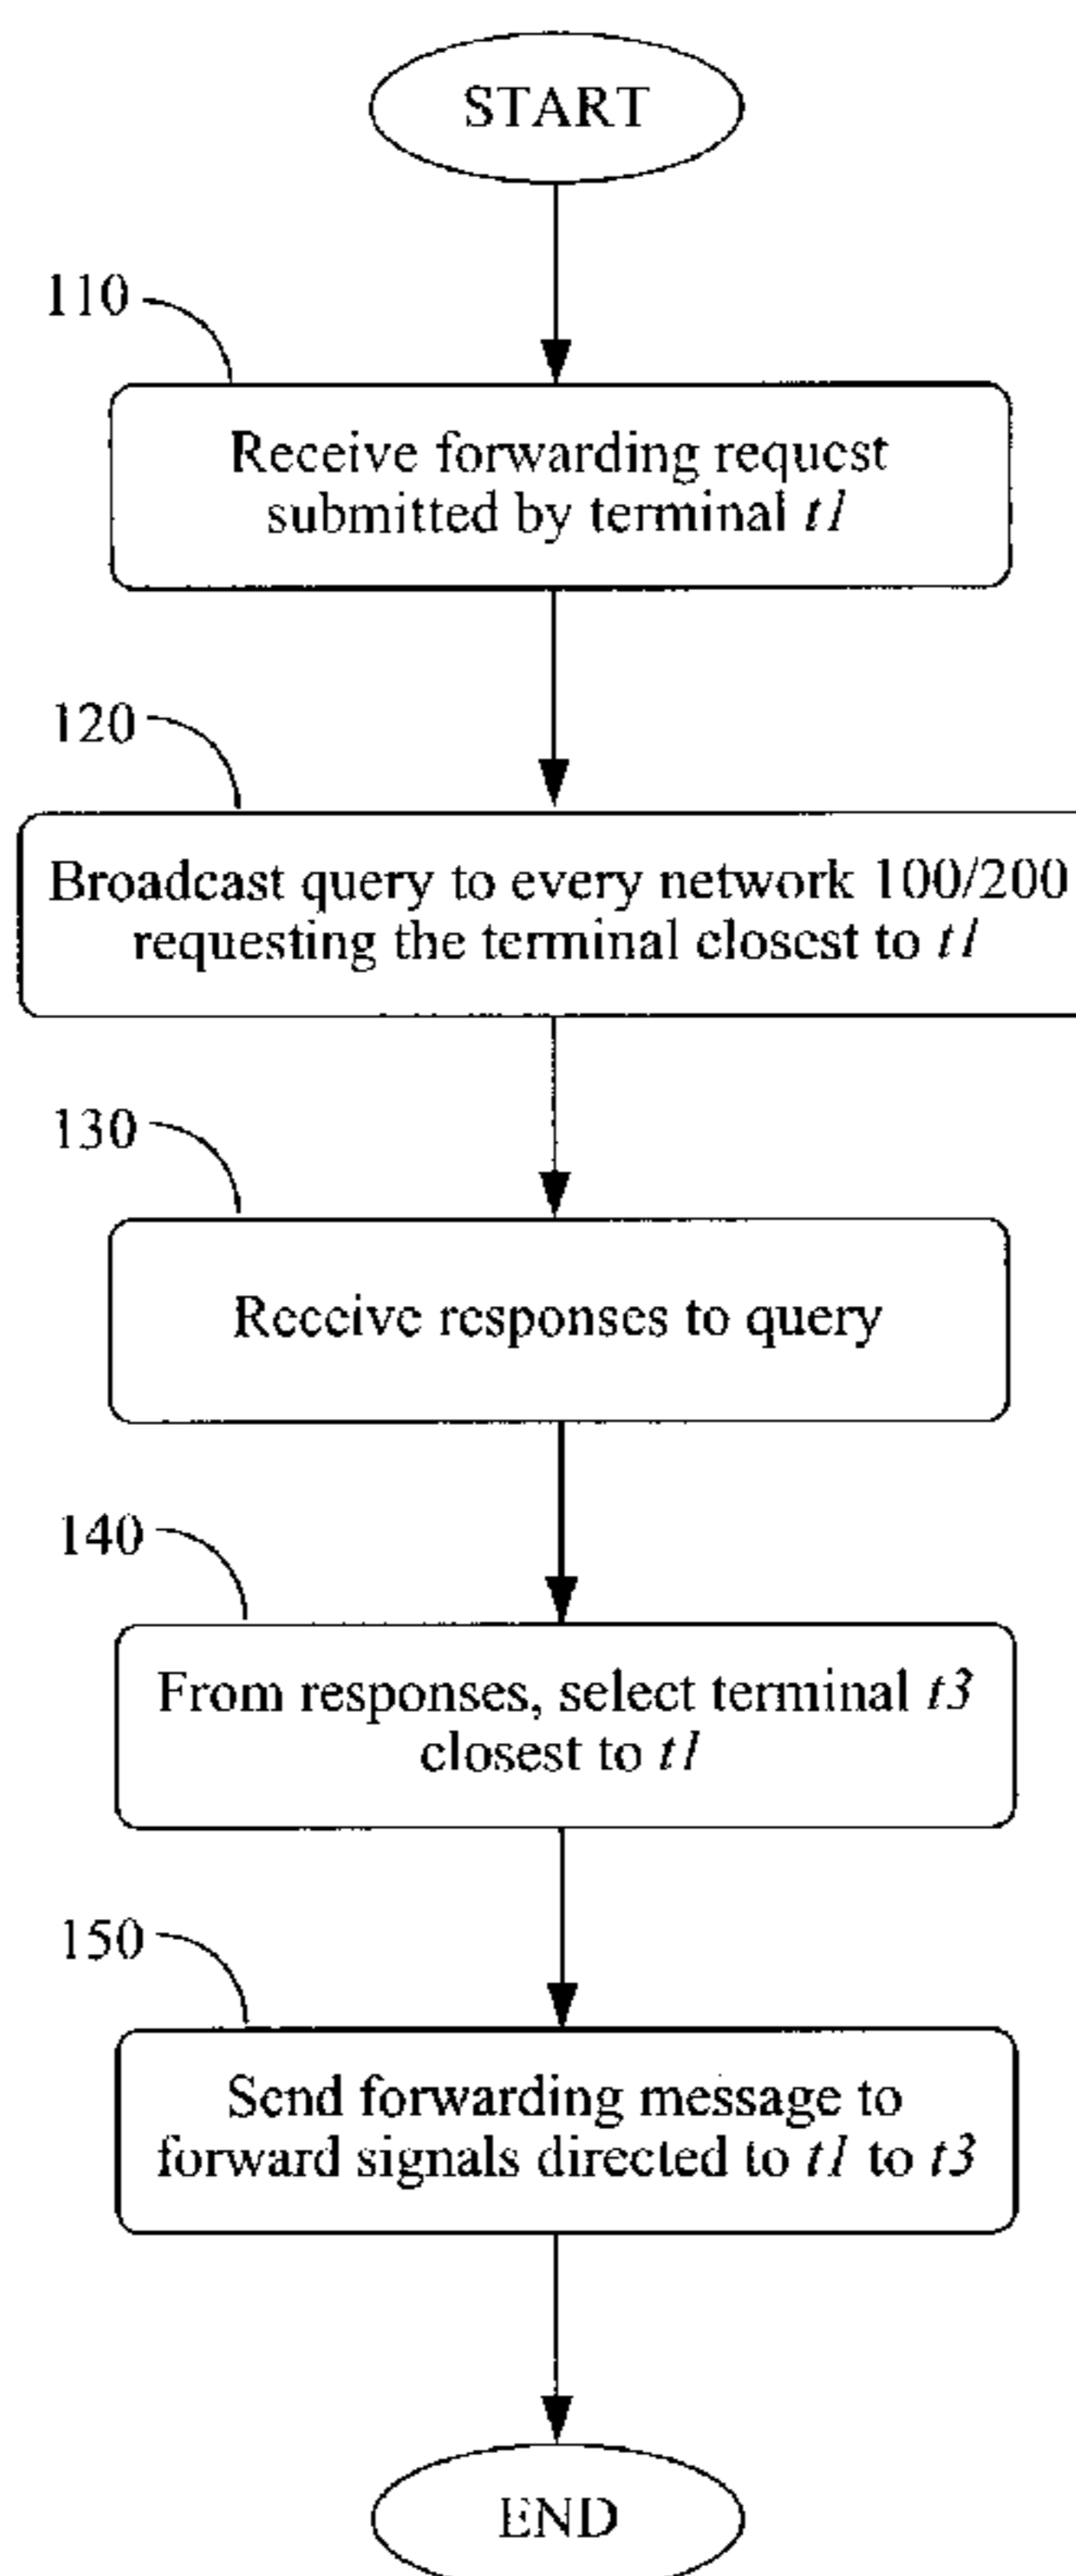 START
110
Receive forwarding request
submitted by terminal t1
120
Broadcast query to every network 100/200
requesting the terminal closest to t1
130
Receive responses to query
140
From responses, select terminal t3
closest to t1
150
Send forwarding message to
forward signals directed to t1 to t3
END